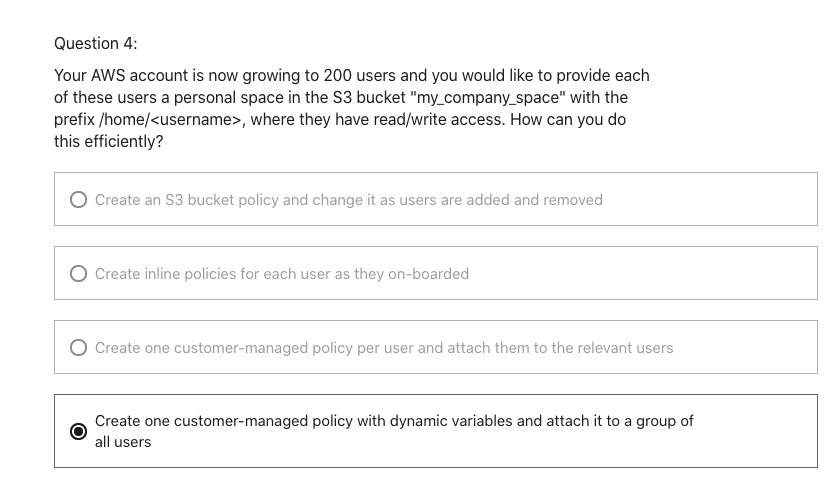 Question 4:
Your AWS account is now growing to 200 users and you would like to provide each
of these users a personal space in the S3 bucket "my_company_space" with the
prefix /home/<username>, where they have read/write access. How can you do
this efficiently?
Create an S3 bucket policy and change it as users are added and removed
Create inline policies for each user as they on-boarded
Create one customer-managed policy per user and attach them to the relevant users
Create one customer-managed policy with dynamic variables and attach it to a group of
all users